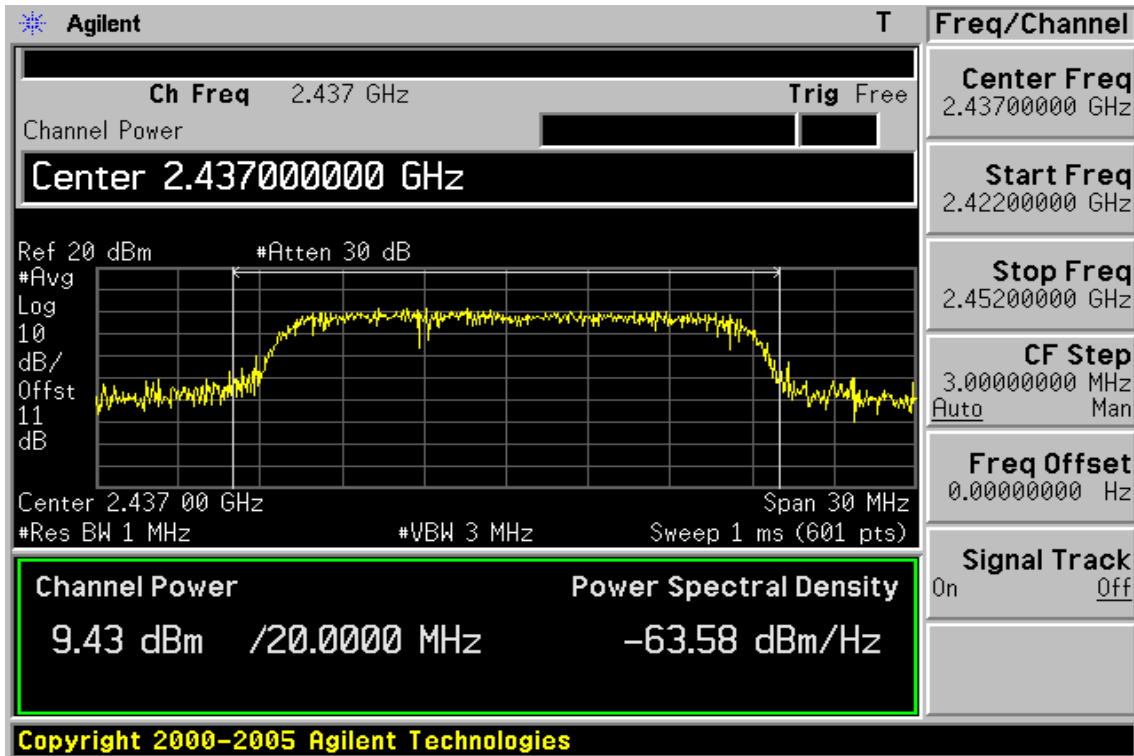 Agilent T Freq/Channel
Ch Freq 2.437 GHz Trig Free
Channel Power
Center 2.437000000 GHz
Ref 20 dBm #Atten 30 dB
#Avg
Log
10
dB/
Offst
11
dB
Center 2.437 00 GHz Span 30 MHz
#Res BW 1 MHz #VBW 3 MHz Sweep 1 ms (601 pts)
Channel Power Power Spectral Density
9.43 dBm /20.0000 MHz -63.58 dBm/Hz
Center Freq
2.43700000 GHz
Start Freq
2.42200000 GHz
Stop Freq
2.45200000 GHz
CF Step
3.00000000 MHz
Auto Man
Freq Offset
0.00000000 Hz
Signal Track
On Off
Copyright 2000-2005 Agilent Technologies